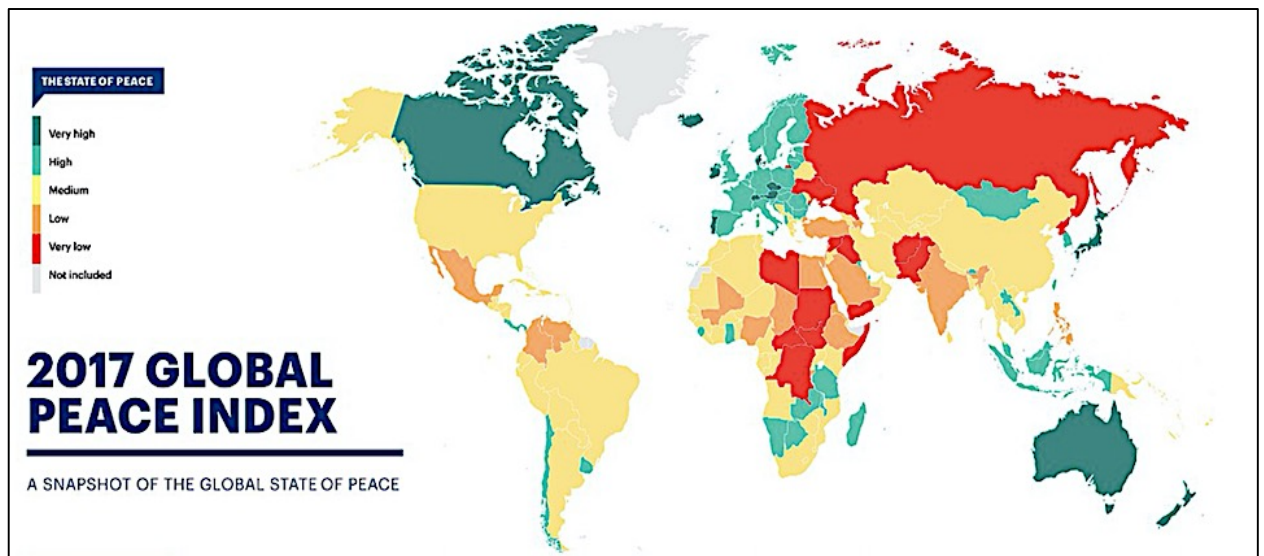 THE STATE OF PEACE
Very high
High
Medium
Low
Very low
Not included
2017 GLOBAL
PEACE INDEX
A SNAPSHOT OF THE GLOBAL STATE OF PEACE